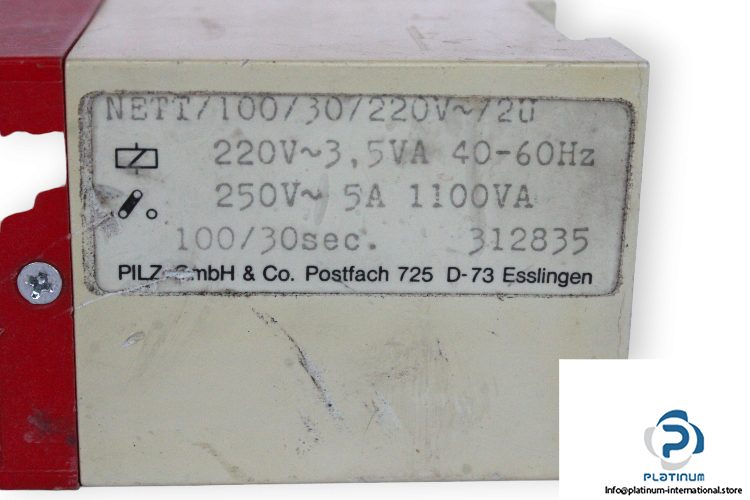 NETT/100/30/220V~/2U
220V~3,5VA 40-60Hz
250V~ 5A 1100VA
100/30sec. 312835
PILZ GmbH & Co. Postfach 725 D-73 Esslingen
PLATINUM
Info@platinum-international.store